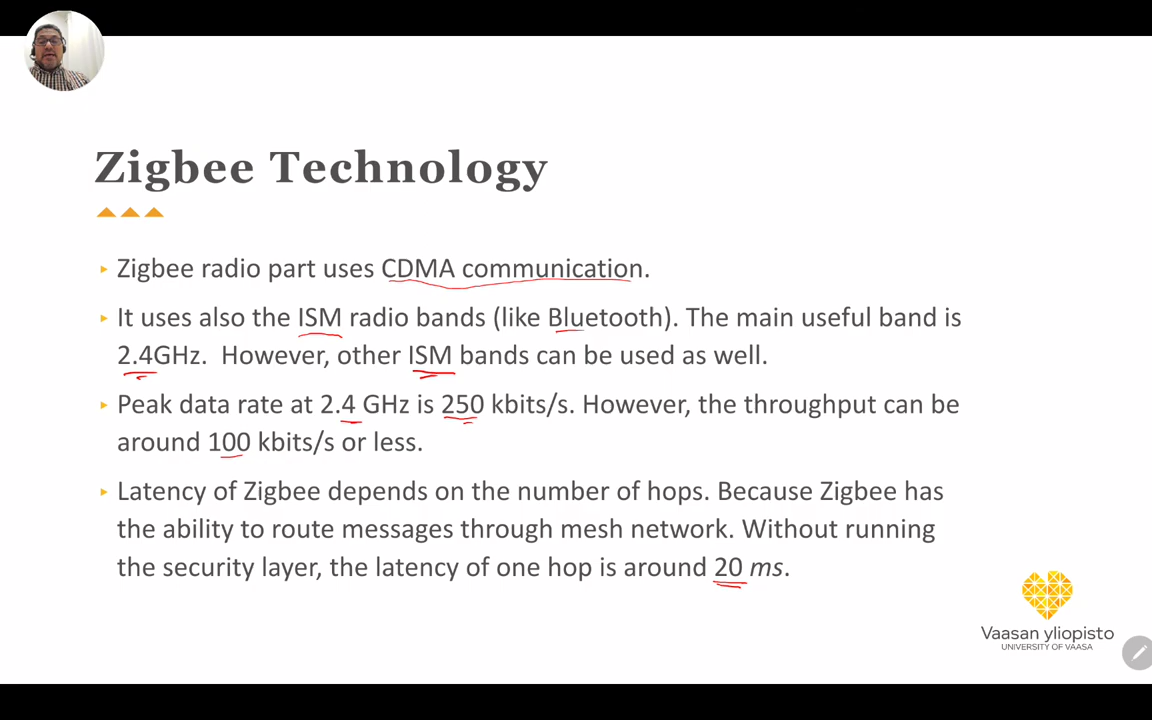 Zigbee Technology
Zigbee radio part uses CDMA communication.
It uses also the ISM radio bands (like Bluetooth). The main useful band is
2.4GHz. However, other ISM bands can be used as well.
Peak data rate at 2.4 GHz is 250 kbits/s. However, the throughput can be
around 100 kbits/s or less.
Latency of Zigbee depends on the number of hops. Because Zigbee has
the ability to route messages through mesh network. Without running
the security layer, the latency of one hop is around 20 ms.
Vaasan yliopisto
UNIVERSITY OF VAASA